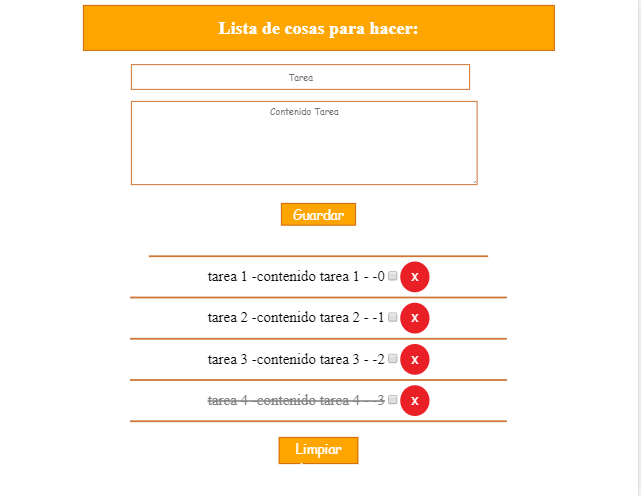 Lista de cosas para hacer:
Tarea
Contenido Tarea
Guardar
tarea 1 -contenido tarea 1 - -0 x
tarea 2 -contenido tarea 2 - -1 x
tarea 3 -contenido tarea 3 - -2 x
tarea 4 -contenido tarea 4 - -3 x
Limpiar